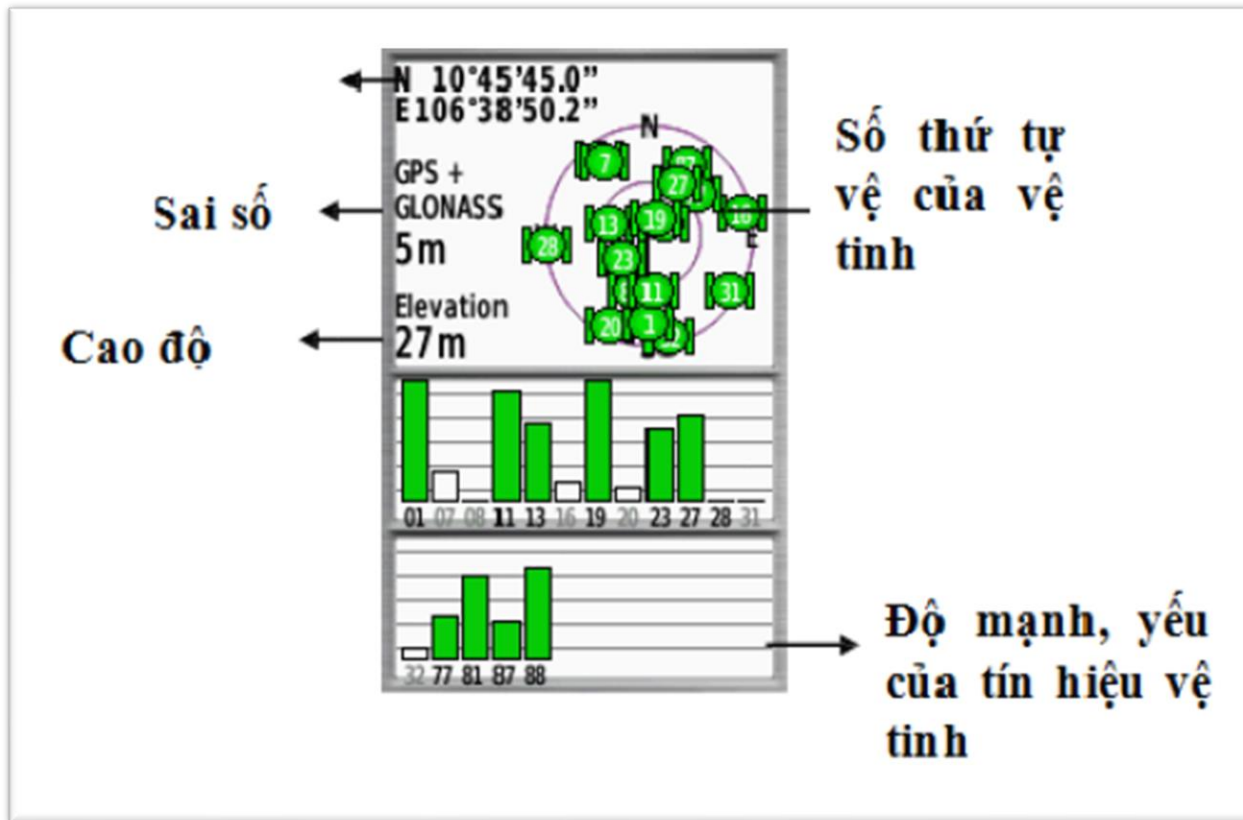 N 10°45'45.0"
E 106°38'50.2"
GPS +
GLONASS
5m
Elevation
27m
Sai số
Cao độ
N
7
27
19
13
16
E
28
23
11
31
20
1
Số thứ tự
vệ của vệ
tinh
01 07 08 11 13 16 19 20 23 27 28 31
32 77 81 87 88
Độ mạnh, yếu
của tín hiệu vệ
tinh